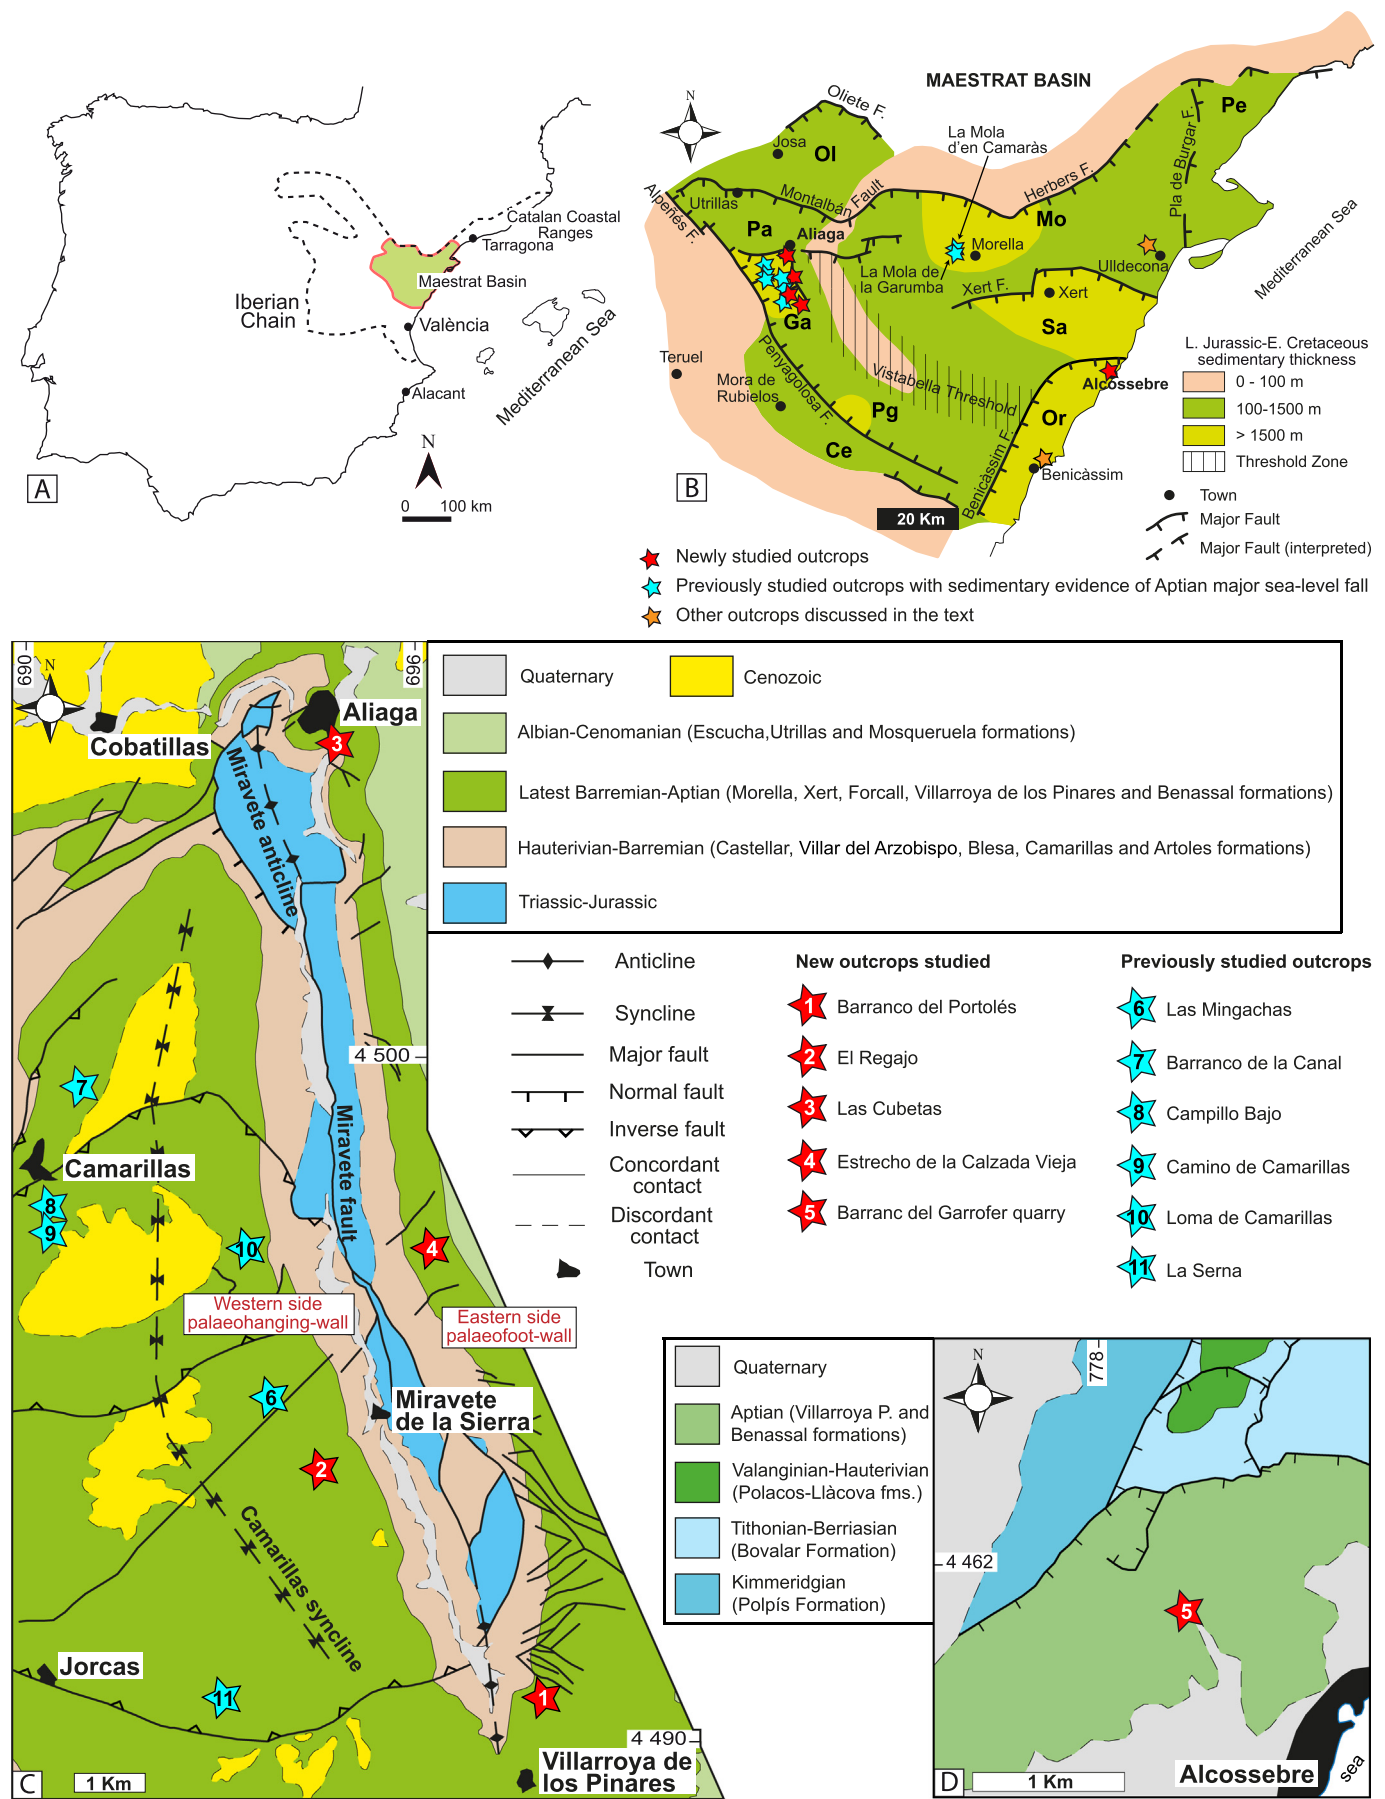 Catalan Coastal
Ranges
Tarragona
Maestrat Basin
Iberian
Chain
València
Alacant
Mediterranean Sea
N
0 100 km
A
MAESTRAT BASIN
N
Oliete F.
Josa
Ol
La Mola
d'en Camaràs
Pe
Pla de Burgar F.
Alpeñés F.
Utrillas
Montalbán Fault
Herbers F.
Mo
Pa
Aliaga
Morella
La Mola de
la Garumba
Ulldecona
Mediterranean Sea
Xert F.
Xert
Ga
Sa
Teruel
Mora de
Rubielos
Penyagolosa F.
Vistabella Threshold
Alcossebre
Pg
Or
Ce
Benicàssim F.
Benicàssim
B
20 Km
L. Jurassic-E. Cretaceous
sedimentary thickness
0 - 100 m
100-1500 m
> 1500 m
Threshold Zone
Town
Major Fault
Major Fault (interpreted)
Newly studied outcrops
Previously studied outcrops with sedimentary evidence of Aptian major sea-level fall
Other outcrops discussed in the text
690
696
N
Aliaga
Cobatillas
3
Miravete anticline
4 500
7
Miravete fault
Camarillas
8
9
10
4
Western side
palaeohanging-wall
Eastern side
palaeofoot-wall
6
Miravete
de la Sierra
2
Camarillas syncline
Jorcas
11
1
4 490
Villarroya de
los Pinares
C
1 Km
Quaternary
Cenozoic
Albian-Cenomanian (Escucha,Utrillas and Mosqueruela formations)
Latest Barremian-Aptian (Morella, Xert, Forcall, Villarroya de los Pinares and Benassal formations)
Hauterivian-Barremian (Castellar, Villar del Arzobispo, Blesa, Camarillas and Artoles formations)
Triassic-Jurassic
Anticline
Syncline
Major fault
Normal fault
Inverse fault
Concordant
contact
Discordant
contact
Town
New outcrops studied
1 Barranco del Portolés
2 El Regajo
3 Las Cubetas
4 Estrecho de la Calzada Vieja
5 Barranc del Garrofer quarry
Previously studied outcrops
6 Las Mingachas
7 Barranco de la Canal
8 Campillo Bajo
9 Camino de Camarillas
10 Loma de Camarillas
11 La Serna
Quaternary
Aptian (Villarroya P. and
Benassal formations)
Valanginian-Hauterivian
(Polacos-Llàcova fms.)
Tithonian-Berriasian
(Bovalar Formation)
Kimmeridgian
(Polpís Formation)
N
778
4 462
5
Alcossebre
sea
D
1 Km